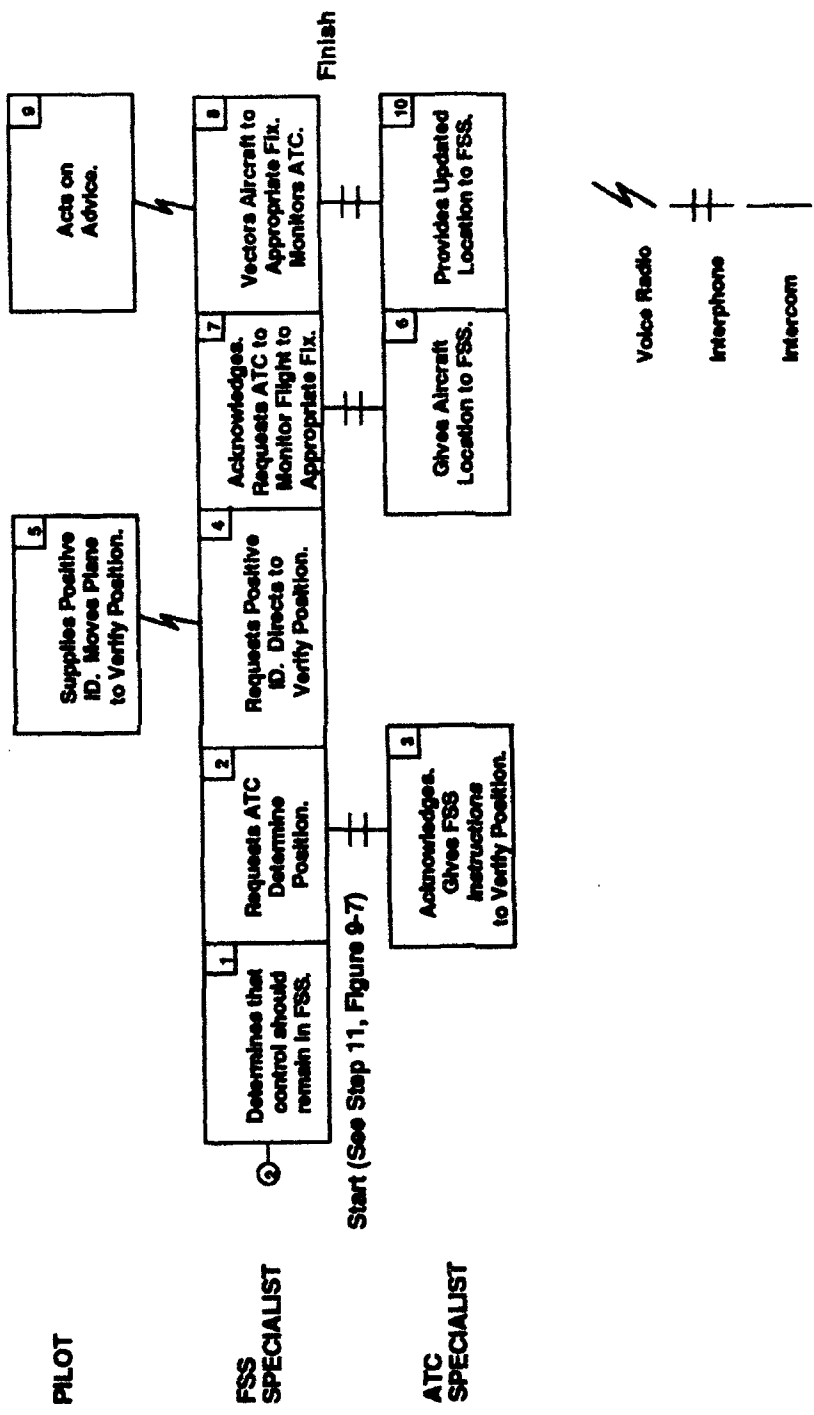 PILOT
5
Supplies Positive
ID. Moves Plane
to Verify Position.
9
Acts on
Advice.
FSS
SPECIALIST
2
1
Determines that
control should
remain in FSS.
2
Requests ATC
Determine
Position.
4
Requests Positive
ID. Directs to
Verify Position.
7
Acknowledges.
Requests ATC to
Monitor Flight to
Appropriate Fix.
8
Vectors Aircraft to
Appropriate Fix.
Monitors ATC.
Start (See Step 11, Figure 9-7)
Finish
ATC
SPECIALIST
3
Acknowledges.
Gives FSS
Instructions
to Verify Position.
6
Gives Aircraft
Location to FSS.
10
Provides Updated
Location to FSS.
Voice Radio
Interphone
Intercom